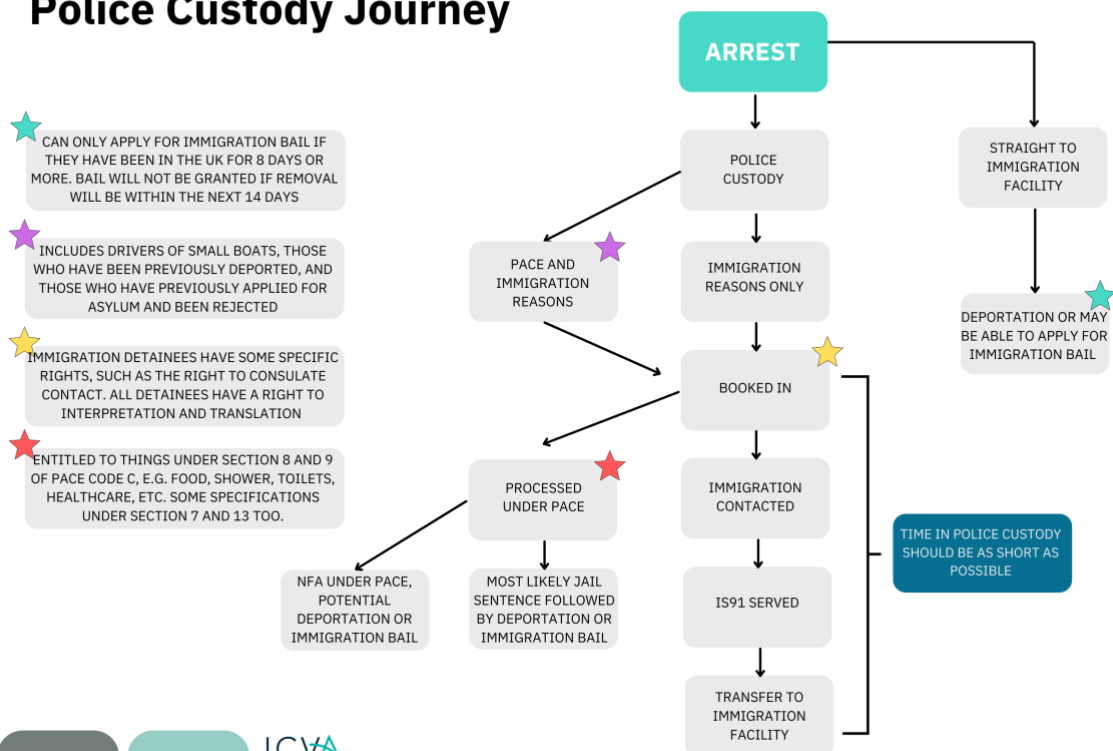 Police Custody Journey
ARREST
CAN ONLY APPLY FOR IMMIGRATION BAIL IF
THEY HAVE BEEN IN THE UK FOR 8 DAYS OR
MORE. BAIL WILL NOT BE GRANTED IF REMOVAL
WILL BE WITHIN THE NEXT 14 DAYS
INCLUDES DRIVERS OF SMALL BOATS, THOSE
WHO HAVE BEEN PREVIOUSLY DEPORTED, AND
THOSE WHO HAVE PREVIOUSLY APPLIED FOR
ASYLUM AND BEEN REJECTED
IMMIGRATION DETAINEES HAVE SOME SPECIFIC
RIGHTS, SUCH AS THE RIGHT TO CONSULATE
CONTACT. ALL DETAINEES HAVE A RIGHT TO
INTERPRETATION AND TRANSLATION
ENTITLED TO THINGS UNDER SECTION 8 AND 9
OF PACE CODE C, E.G. FOOD, SHOWER, TOILETS,
HEALTHCARE, ETC. SOME SPECIFICATIONS
UNDER SECTION 7 AND 13 TOO.
POLICE
CUSTODY
STRAIGHT TO
IMMIGRATION
FACILITY
PACE AND
IMMIGRATION
REASONS
IMMIGRATION
REASONS ONLY
DEPORTATION OR MAY
BE ABLE TO APPLY FOR
IMMIGRATION BAIL
BOOKED IN
PROCESSED
UNDER PACE
IMMIGRATION
CONTACTED
TIME IN POLICE CUSTODY
SHOULD BE AS SHORT AS
POSSIBLE
NFA UNDER PACE,
POTENTIAL
DEPORTATION OR
IMMIGRATION BAIL
MOST LIKELY JAIL
SENTENCE FOLLOWED
BY DEPORTATION OR
IMMIGRATION BAIL
IS91 SERVED
TRANSFER TO
IMMIGRATION
FACILITY
ICVA